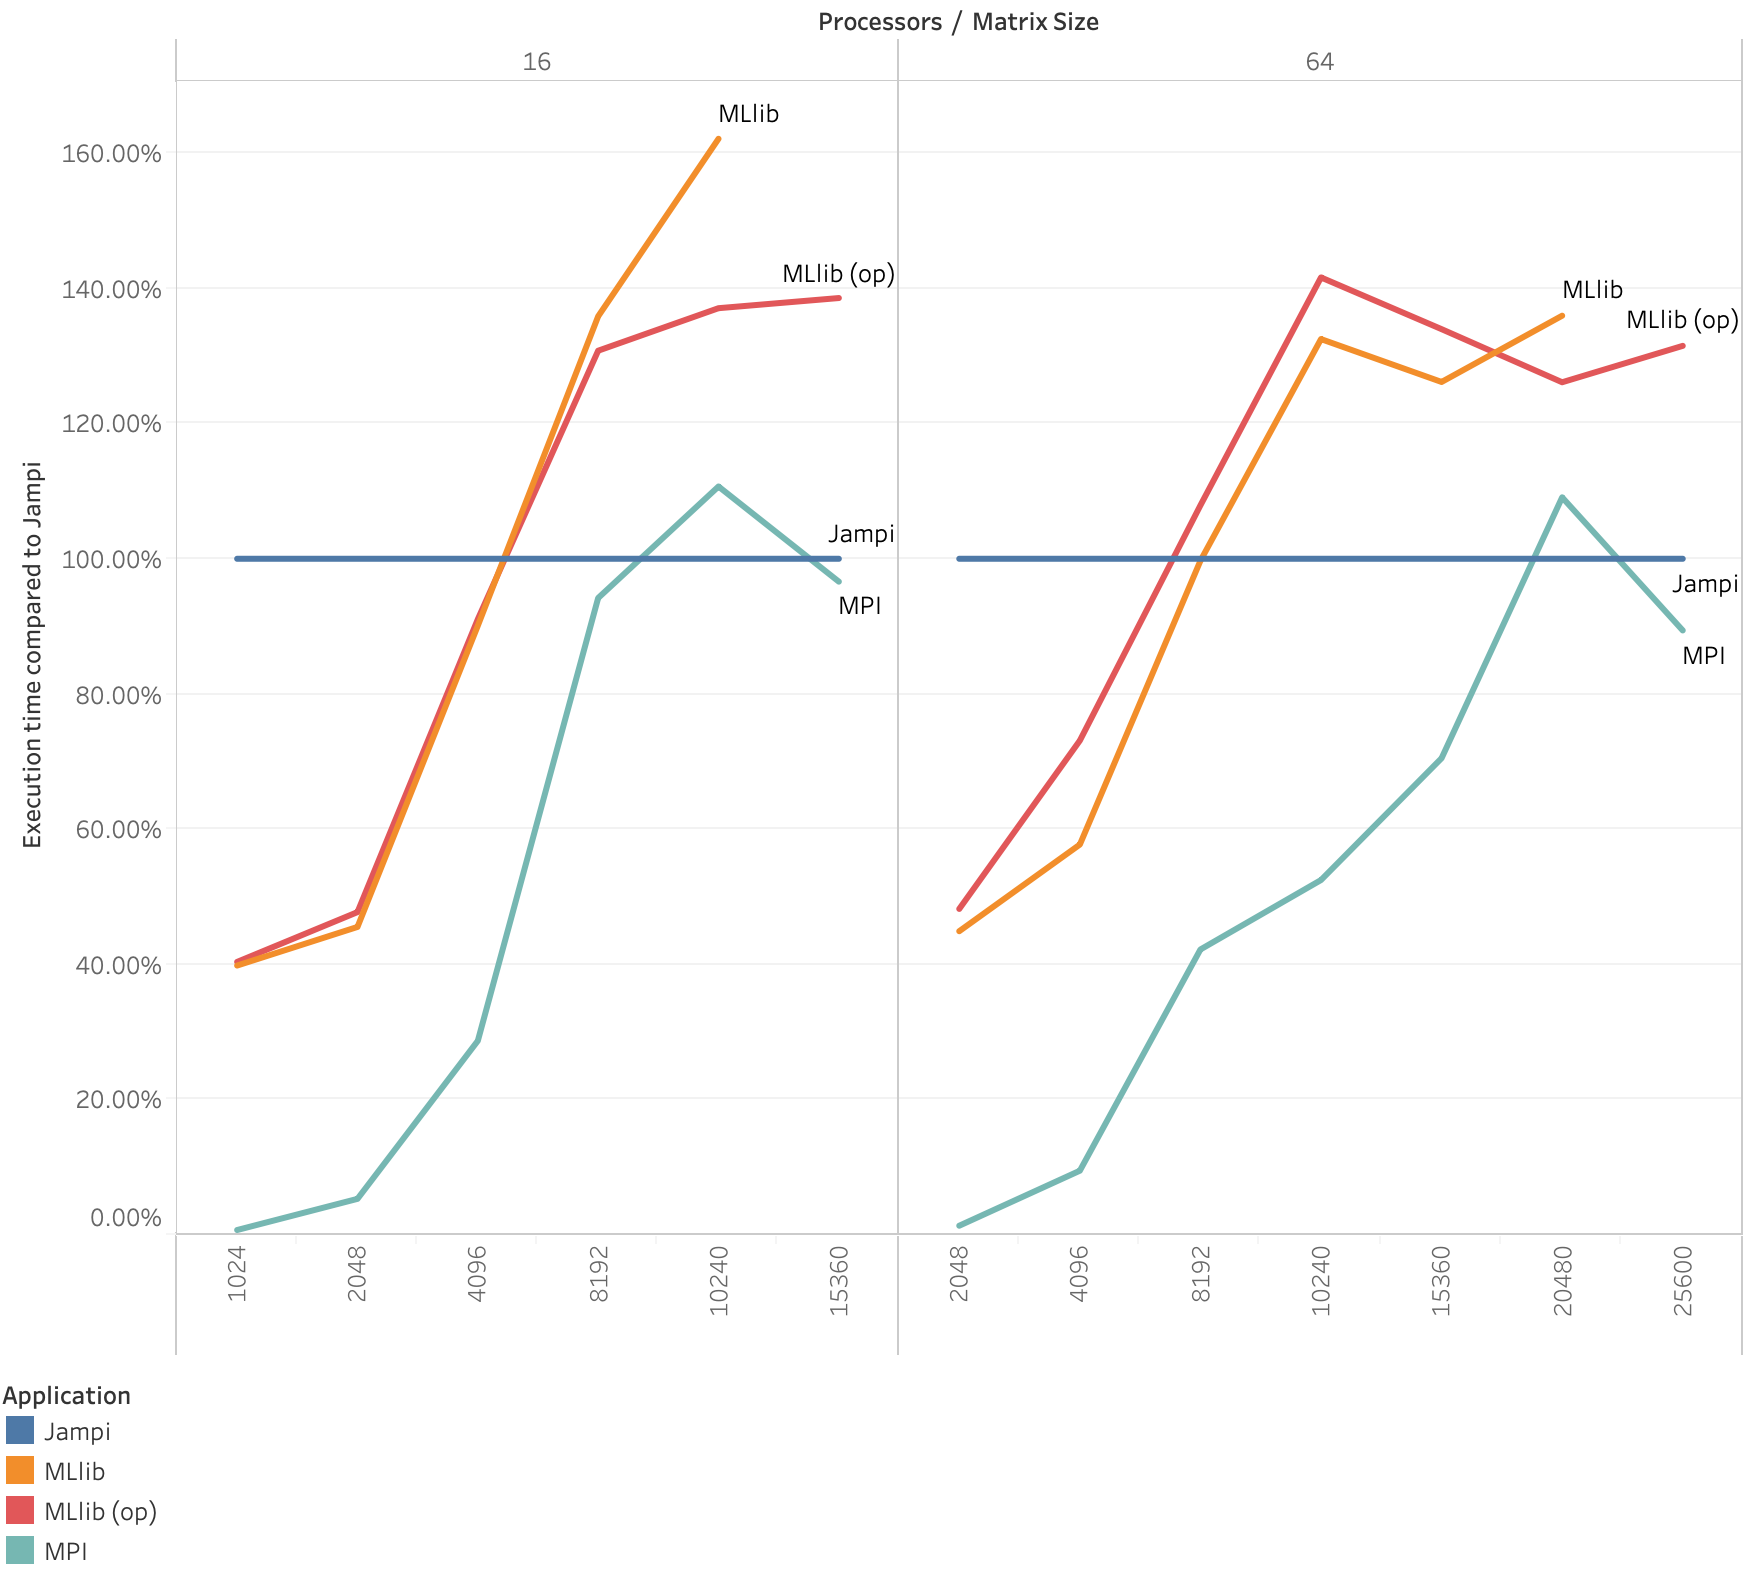 Processors / Matrix Size
16
64
Execution time compared to Jampi
160.00%
140.00%
120.00%
100.00%
80.00%
60.00%
40.00%
20.00%
0.00%
MLlib
MLlib (op)
Jampi
MPI
MLlib
MLlib (op)
Jampi
MPI
1024
2048
4096
8192
10240
15360
2048
4096
8192
10240
15360
20480
25600
Application
Jampi
MLlib
MLlib (op)
MPI